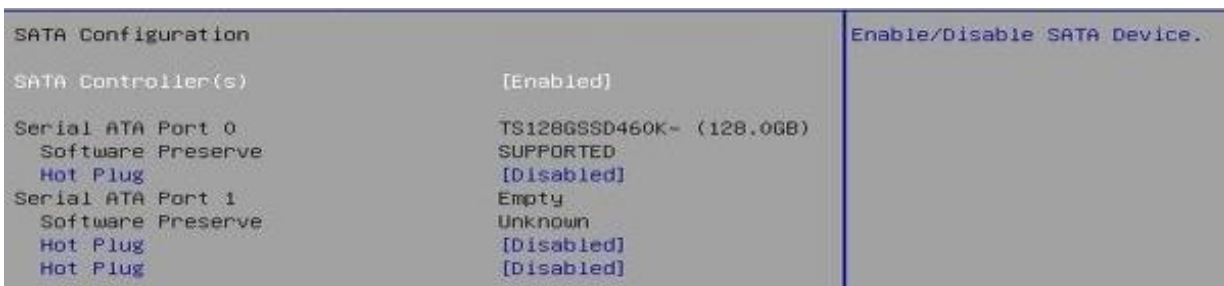 SATA Configuration
Enable/Disable SATA Device.
SATA Controller(s) [Enabled]
Serial ATA Port 0 TS128GSSD460K~ (128.0GB)
Software Preserve SUPPORTED
Hot Plug [Disabled]
Serial ATA Port 1 Empty
Software Preserve Unknown
Hot Plug [Disabled]
Hot Plug [Disabled]